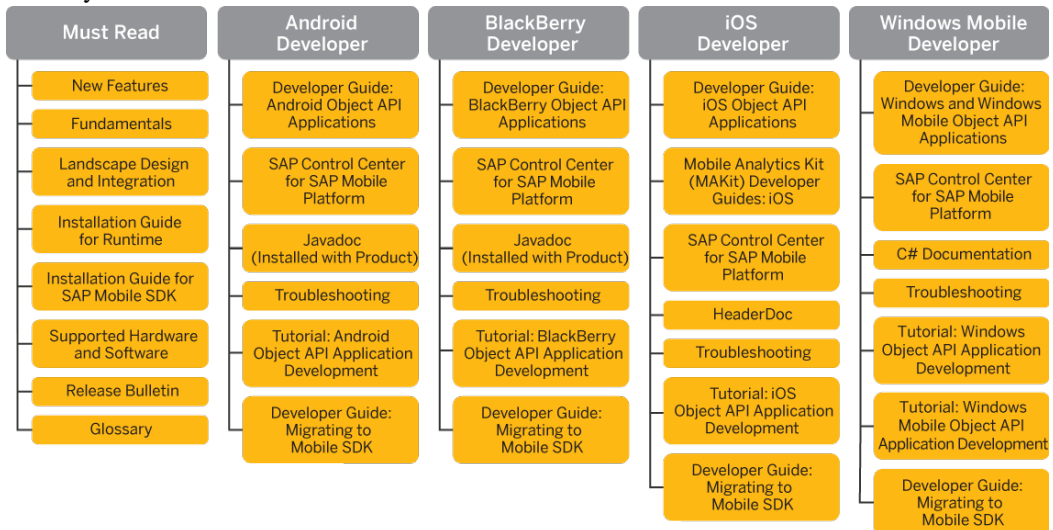 Must Read
New Features
Fundamentals
Landscape Design
and Integration
Installation Guide
for Runtime
Installation Guide for
SAP Mobile SDK
Supported Hardware
and Software
Release Bulletin
Glossary
Android
Developer
Developer Guide:
Android Object API
Applications
SAP Control Center
for SAP Mobile
Platform
Javadoc
(Installed with Product)
Troubleshooting
Tutorial: Android
Object API Application
Development
Developer Guide:
Migrating to
Mobile SDK
BlackBerry
Developer
Developer Guide:
BlackBerry Object API
Applications
SAP Control Center
for SAP Mobile
Platform
Javadoc
(Installed with Product)
Troubleshooting
Tutorial: BlackBerry
Object API Application
Development
Developer Guide:
Migrating to
Mobile SDK
iOS
Developer
Developer Guide:
iOS Object API
Applications
Mobile Analytics Kit
(MAKit) Developer
Guides: iOS
SAP Control Center
for SAP Mobile
Platform
HeaderDoc
Troubleshooting
Tutorial: iOS
Object API Application
Development
Developer Guide:
Migrating to
Mobile SDK
Windows Mobile
Developer
Developer Guide:
Windows and Windows
Mobile Object API
Applications
SAP Control Center
for SAP Mobile
Platform
C# Documentation
Troubleshooting
Tutorial: Windows
Object API Application
Development
Tutorial: Windows
Mobile Object API
Application Development
Developer Guide:
Migrating to
Mobile SDK